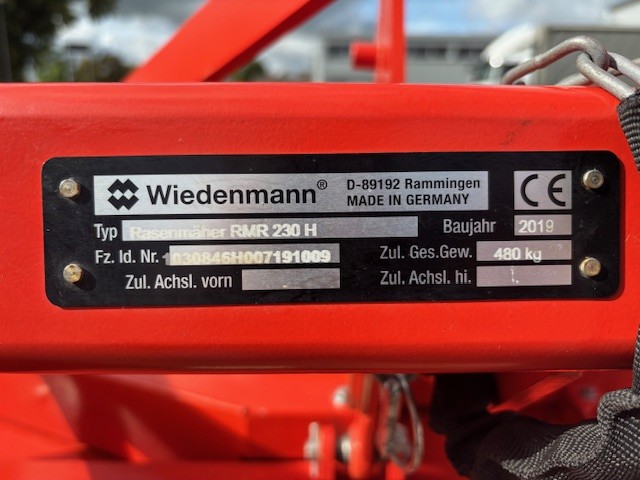 Wiedenmann® D-89192 Rammingen
MADE IN GERMANY
CE
Typ Rasenmäher RMR 230 H Baujahr 2019
Fz. Id. Nr. 1030846H007191009 Zul. Ges.Gew. 480 kg
Zul. Achsl. vorn Zul. Achsl. hi.